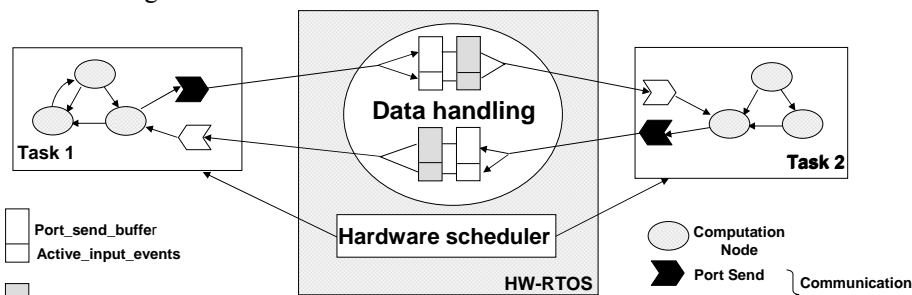 Data handling
Task 1
Task 2
Port_send_buffer
Active_input_events
Hardware scheduler
HW-RTOS
Computation
Node
Port Send
Communication